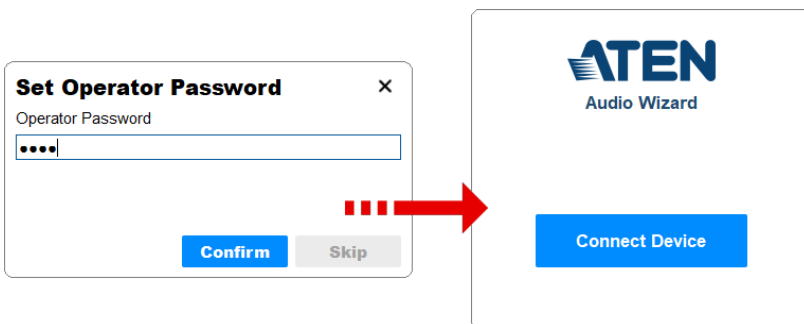 Set Operator Password
Operator Password
••••
Confirm
Skip
ATEN
Audio Wizard
Connect Device